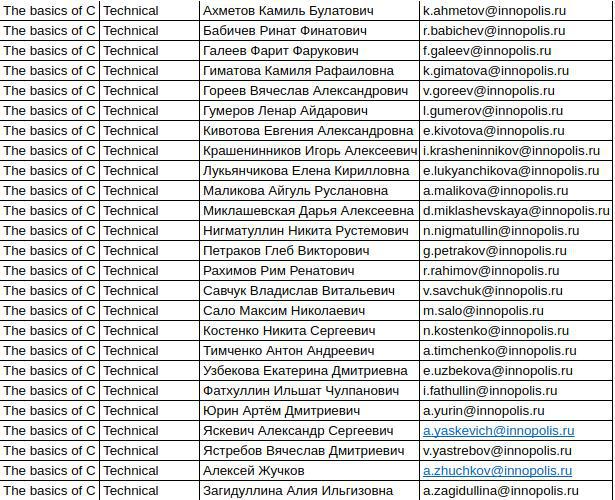 The basics of C Technical Ахметов Камиль Булатович k.ahmetov@innopolis.ru
The basics of C Technical Бабичев Ринат Финатович r.babichev@innopolis.ru
The basics of C Technical Галеев Фарит Фарукович f.galeev@innopolis.ru
The basics of C Technical Гиматова Камиля Рафаиловна k.gimatova@innopolis.ru
The basics of C Technical Гореев Вячеслав Александрович v.goreev@innopolis.ru
The basics of C Technical Гумеров Ленар Айдарович l.gumerov@innopolis.ru
The basics of C Technical Кивотова Евгения Александровна e.kivotova@innopolis.ru
The basics of C Technical Крашенинников Игорь Алексеевич i.krasheninnikov@innopolis.ru
The basics of C Technical Лукьянчикова Елена Кирилловна e.lukyanchikova@innopolis.ru
The basics of C Technical Маликова Айгуль Руслановна a.malikova@innopolis.ru
The basics of C Technical Миклашевская Дарья Алексеевна d.miklashevskaya@innopolis.ru
The basics of C Technical Нигматуллин Никита Рустемович n.nigmatullin@innopolis.ru
The basics of C Technical Петраков Глеб Викторович g.petrakov@innopolis.ru
The basics of C Technical Рахимов Рим Ренатович r.rahimov@innopolis.ru
The basics of C Technical Савчук Владислав Витальевич v.savchuk@innopolis.ru
The basics of C Technical Сало Максим Николаевич m.salo@innopolis.ru
The basics of C Technical Костенко Никита Сергеевич n.kostenko@innopolis.ru
The basics of C Technical Тимченко Антон Андреевич a.timchenko@innopolis.ru
The basics of C Technical Узбекова Екатерина Дмитриевна e.uzbekova@innopolis.ru
The basics of C Technical Фатхуллин Ильшат Чулпанович i.fathullin@innopolis.ru
The basics of C Technical Юрин Артём Дмитриевич a.yurin@innopolis.ru
The basics of C Technical Яскевич Александр Сергеевич a.yaskevich@innopolis.ru
The basics of C Technical Ястребов Вячеслав Дмитриевич v.yastrebov@innopolis.ru
The basics of C Technical Алексей Жучков a.zhuchkov@innopolis.ru
The basics of C Technical Загидуллина Алия Ильгизовна a.zagidullina@innopolis.ru